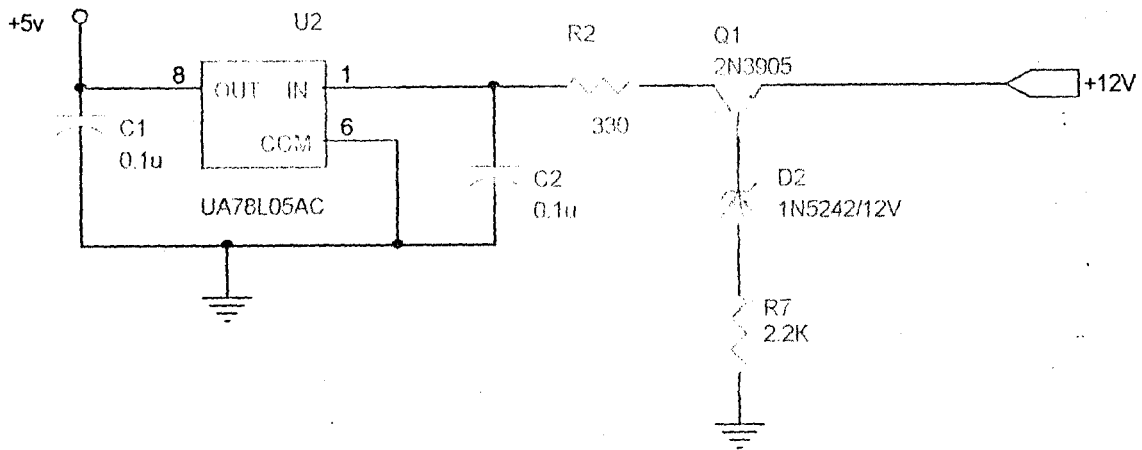 +5v
U2
R2
Q1
2N3905
8
OUT IN
1
+12V
C1
0.1u
COM
6
330
C2
0.1u
D2
1N5242/12V
UA78L05AC
R7
2.2K